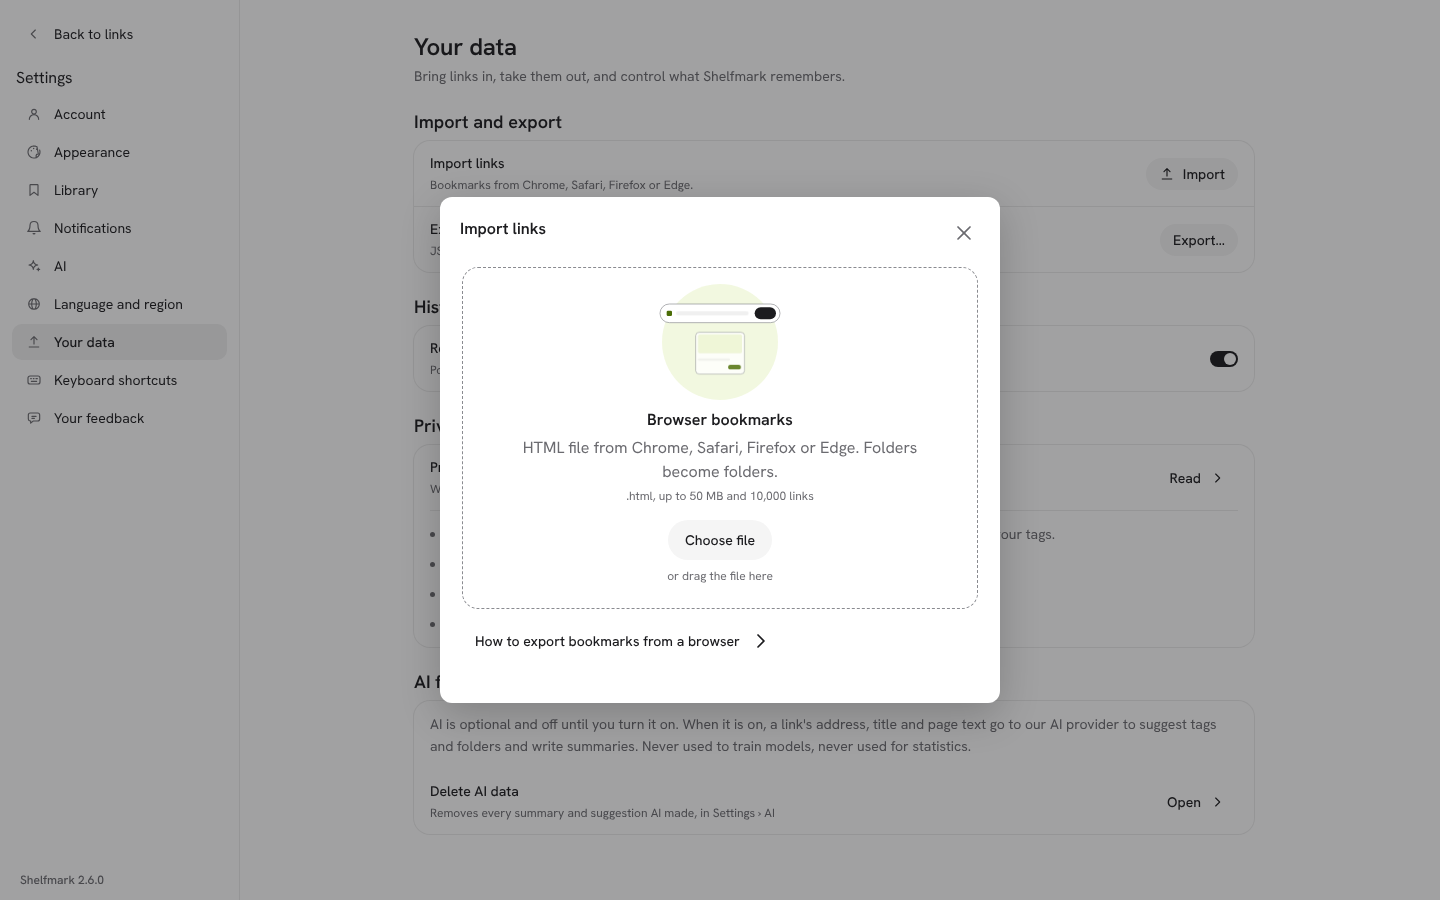 Back to links
Settings
Account
Appearance
Library
Notifications
AI
Language and region
Your data
Keyboard shortcuts
Your feedback
Shelfmark 2.6.0
Your data
Bring links in, take them out, and control what Shelfmark remembers.
Import and export
Import links
Bookmarks from Chrome, Safari, Firefox or Edge.
Import
Export...
Import links
Browser bookmarks
HTML file from Chrome, Safari, Firefox or Edge. Folders
become folders.
.html, up to 50 MB and 10,000 links
Choose file
or drag the file here
How to export bookmarks from a browser
Read
our tags.
AI is optional and off until you turn it on. When it is on, a link's address, title and page text go to our AI provider to suggest tags
and folders and write summaries. Never used to train models, never used for statistics.
Delete AI data
Removes every summary and suggestion AI made, in Settings › AI
Open